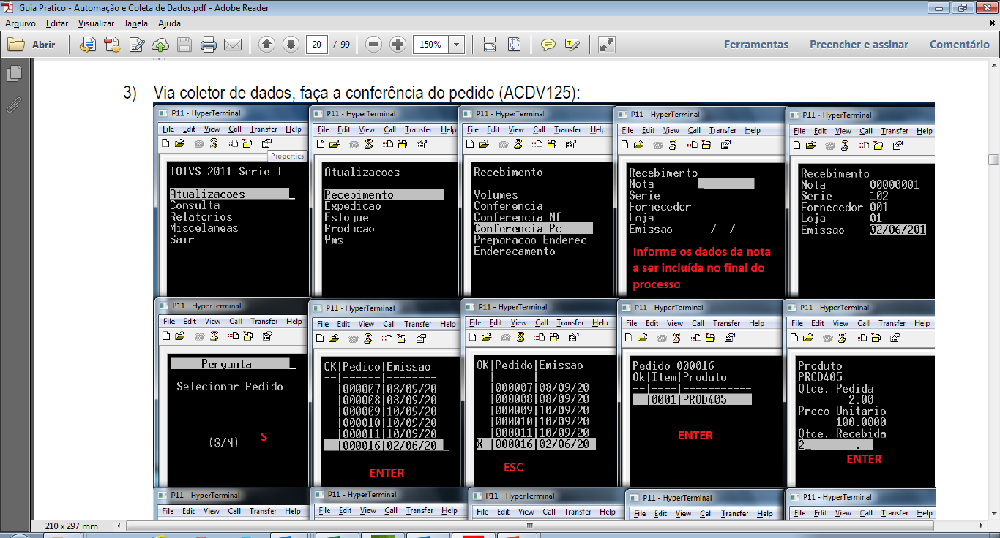 Guia Pratico - Automação e Coleta de Dados.pdf - Adobe Reader
Arquivo Editar Visualizar Janela Ajuda
Abrir 20 / 99 150% Ferramentas Preencher e assinar Comentário
3) Via coletor de dados, faça a conferência do pedido (ACDV125):
P11 - HyperTerminal
File Edit View Call Transfer Help
Properties
TOTVS 2011 Serie T
Atualizacoes
Consulta
Relatorios
Miscelaneas
Sair
P11 - HyperTerminal
File Edit View Call Transfer Help
Atualizacoes
Recebimento
Expedicao
Estoque
Producao
Wms
P11 - HyperTerminal
File Edit View Call Transfer Help
Recebimento
Volumes
Conferencia
Conferencia Nf
Conferencia Pc
Preparacao Enderec
Enderecamento
P11 - HyperTerminal
File Edit View Call Transfer Help
Recebimento
Nota
Serie
Fornecedor
Loja
Emissao / /
Informe os dados da nota
a ser incluída no final do
processo
P11 - HyperTerminal
File Edit View Call Transfer Help
Recebimento
Nota 00000001
Serie 102
Fornecedor 001
Loja 01
Emissao 02/06/201
P11 - HyperTerminal
File Edit View Call Transfer Help
Pergunta
Selecionar Pedido
(S/N) S
P11 - HyperTerminal
File Edit View Call Transfer Help
OK|Pedido|Emissao
--|------|--------
|000007|08/09/20
|000008|08/09/20
|000009|10/09/20
|000010|10/09/20
|000011|10/09/20
|000016|02/06/20
ENTER
P11 - HyperTerminal
File Edit View Call Transfer Help
OK|Pedido|Emissao
--|------|--------
|000007|08/09/20
|000008|08/09/20
|000009|10/09/20
|000010|10/09/20
|000011|10/09/20
X |000016|02/06/20
ESC
P11 - HyperTerminal
File Edit View Call Transfer Help
Pedido 000016
Ok|Item|Produto
--|----|-----------
|0001|PROD405
ENTER
P11 - HyperTerminal
File Edit View Call Transfer Help
Produto
PROD405
Qtde. Pedida
2.00
Preco Unitario
100.0000
Qtde. Recebida
2_ .
ENTER
P11 - HyperTerminal
File Edit View Call Transfer Help
P11 - HyperTerminal
File Edit View Call Transfer Help
P11 - HyperTerminal
File Edit View Call Transfer Help
P11 - HyperTerminal
File Edit View Call Transfer Help
P11 - HyperTerminal
File Edit View Call Transfer Help
210 x 297 mm